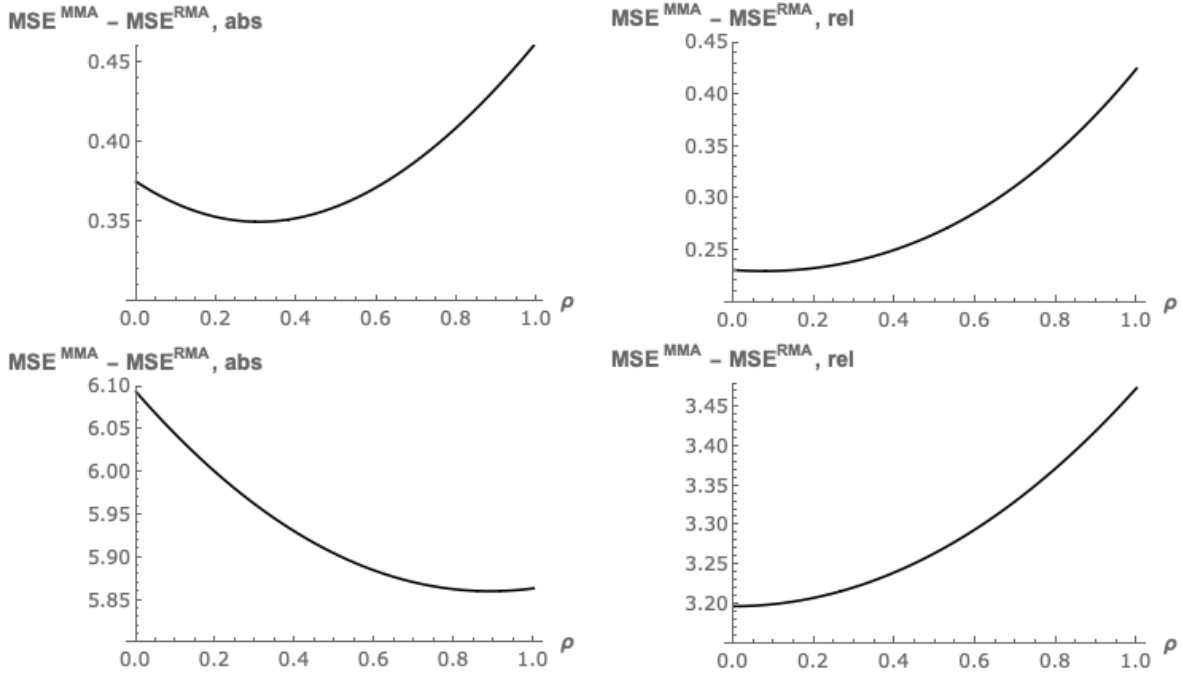 MSE^MMA – MSE^RMA, abs
0.45
0.40
0.35
0.0 0.2 0.4 0.6 0.8 1.0 ρ
MSE^MMA – MSE^RMA, rel
0.45
0.40
0.35
0.30
0.25
0.0 0.2 0.4 0.6 0.8 1.0 ρ
MSE^MMA – MSE^RMA, abs
6.10
6.05
6.00
5.95
5.90
5.85
0.0 0.2 0.4 0.6 0.8 1.0 ρ
MSE^MMA – MSE^RMA, rel
3.45
3.40
3.35
3.30
3.25
3.20
0.0 0.2 0.4 0.6 0.8 1.0 ρ